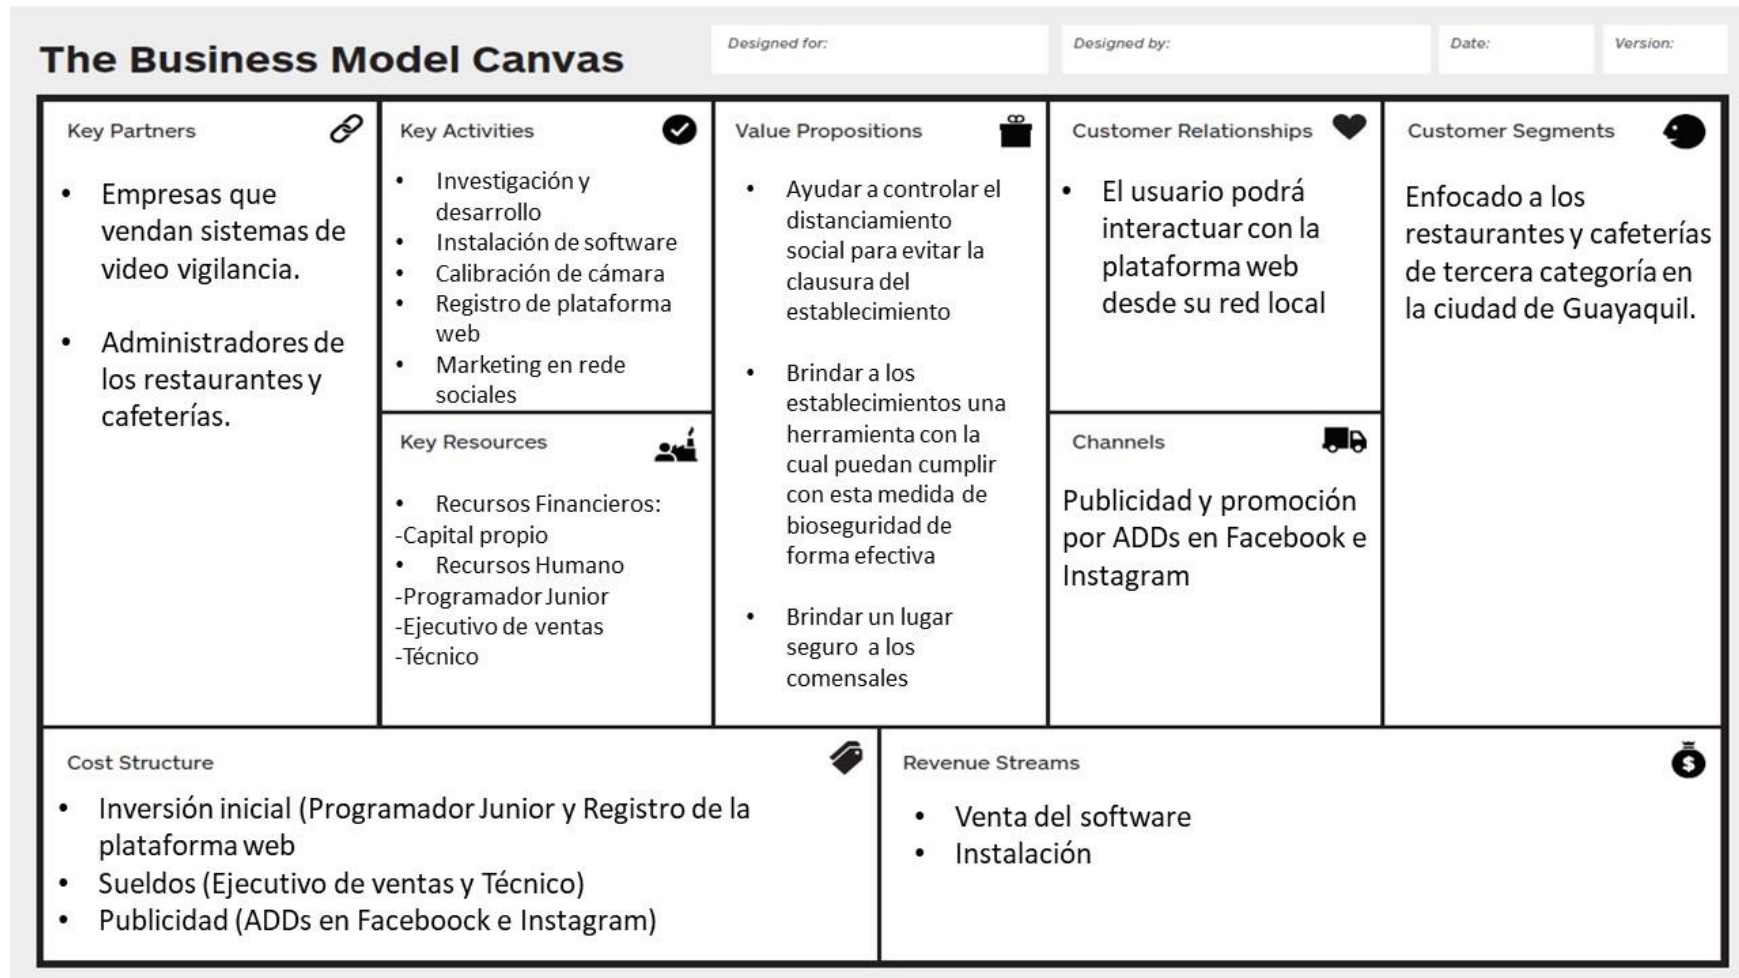 The Business Model Canvas
Designed for:
Designed by:
Date:
Version:
Key Partners
• Empresas que
vendan sistemas de
video vigilancia.
• Administradores de
los restaurantes y
cafeterías.
Key Activities
• Investigación y
desarrollo
• Instalación de software
• Calibración de cámara
• Registro de plataforma
web
• Marketing en rede
sociales
Key Resources
• Recursos Financieros:
-Capital propio
• Recursos Humano
-Programador Junior
-Ejecutivo de ventas
-Técnico
Value Propositions
• Ayudar a controlar el
distanciamiento
social para evitar la
clausura del
establecimiento
• Brindar a los
establecimientos una
herramienta con la
cual puedan cumplir
con esta medida de
bioseguridad de
forma efectiva
• Brindar un lugar
seguro a los
comensales
Customer Relationships
• El usuario podrá
interactuar con la
plataforma web
desde su red local
Channels
Publicidad y promoción
por ADDs en Facebook e
Instagram
Customer Segments
Enfocado a los
restaurantes y cafeterías
de tercera categoría en
la ciudad de Guayaquil.
Cost Structure
• Inversión inicial (Programador Junior y Registro de la
plataforma web
• Sueldos (Ejecutivo de ventas y Técnico)
• Publicidad (ADDs en Faceboock e Instagram)
Revenue Streams
$
• Venta del software
• Instalación